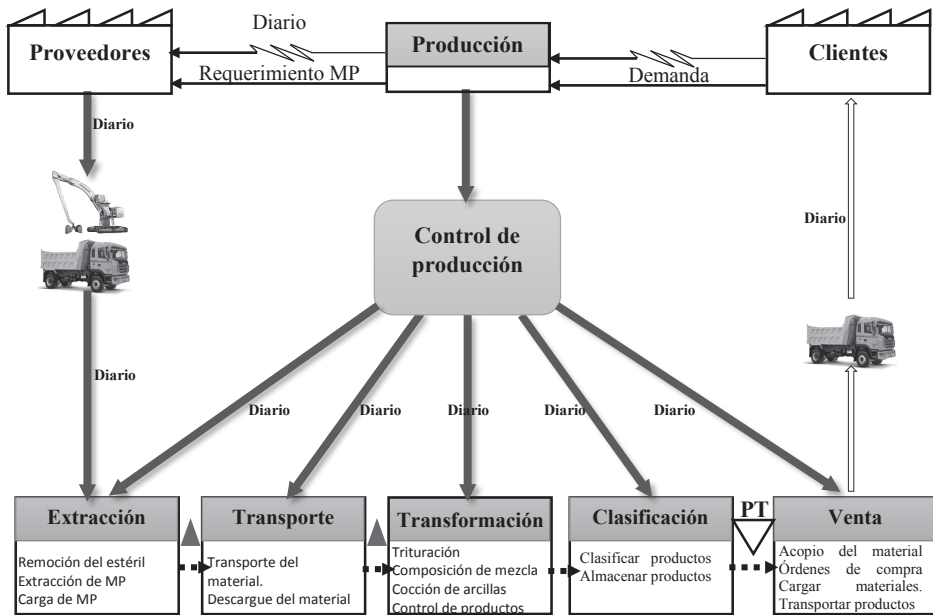 Proveedores
Diario
Requerimiento MP
Producción
Demanda
Clientes
Diario
Diario
Control de
producción
Diario
Diario
Diario
Diario
Diario
Diario
Extracción
Remoción del estéril
Extracción de MP
Carga de MP
Transporte
Transporte del
material.
Descargue del material
Transformación
Trituración
Composición de mezcla
Cocción de arcillas
Control de productos
Clasificación
Clasificar productos
Almacenar productos
PT
Venta
Acopio del material
Órdenes de compra
Cargar materiales.
Transportar productos